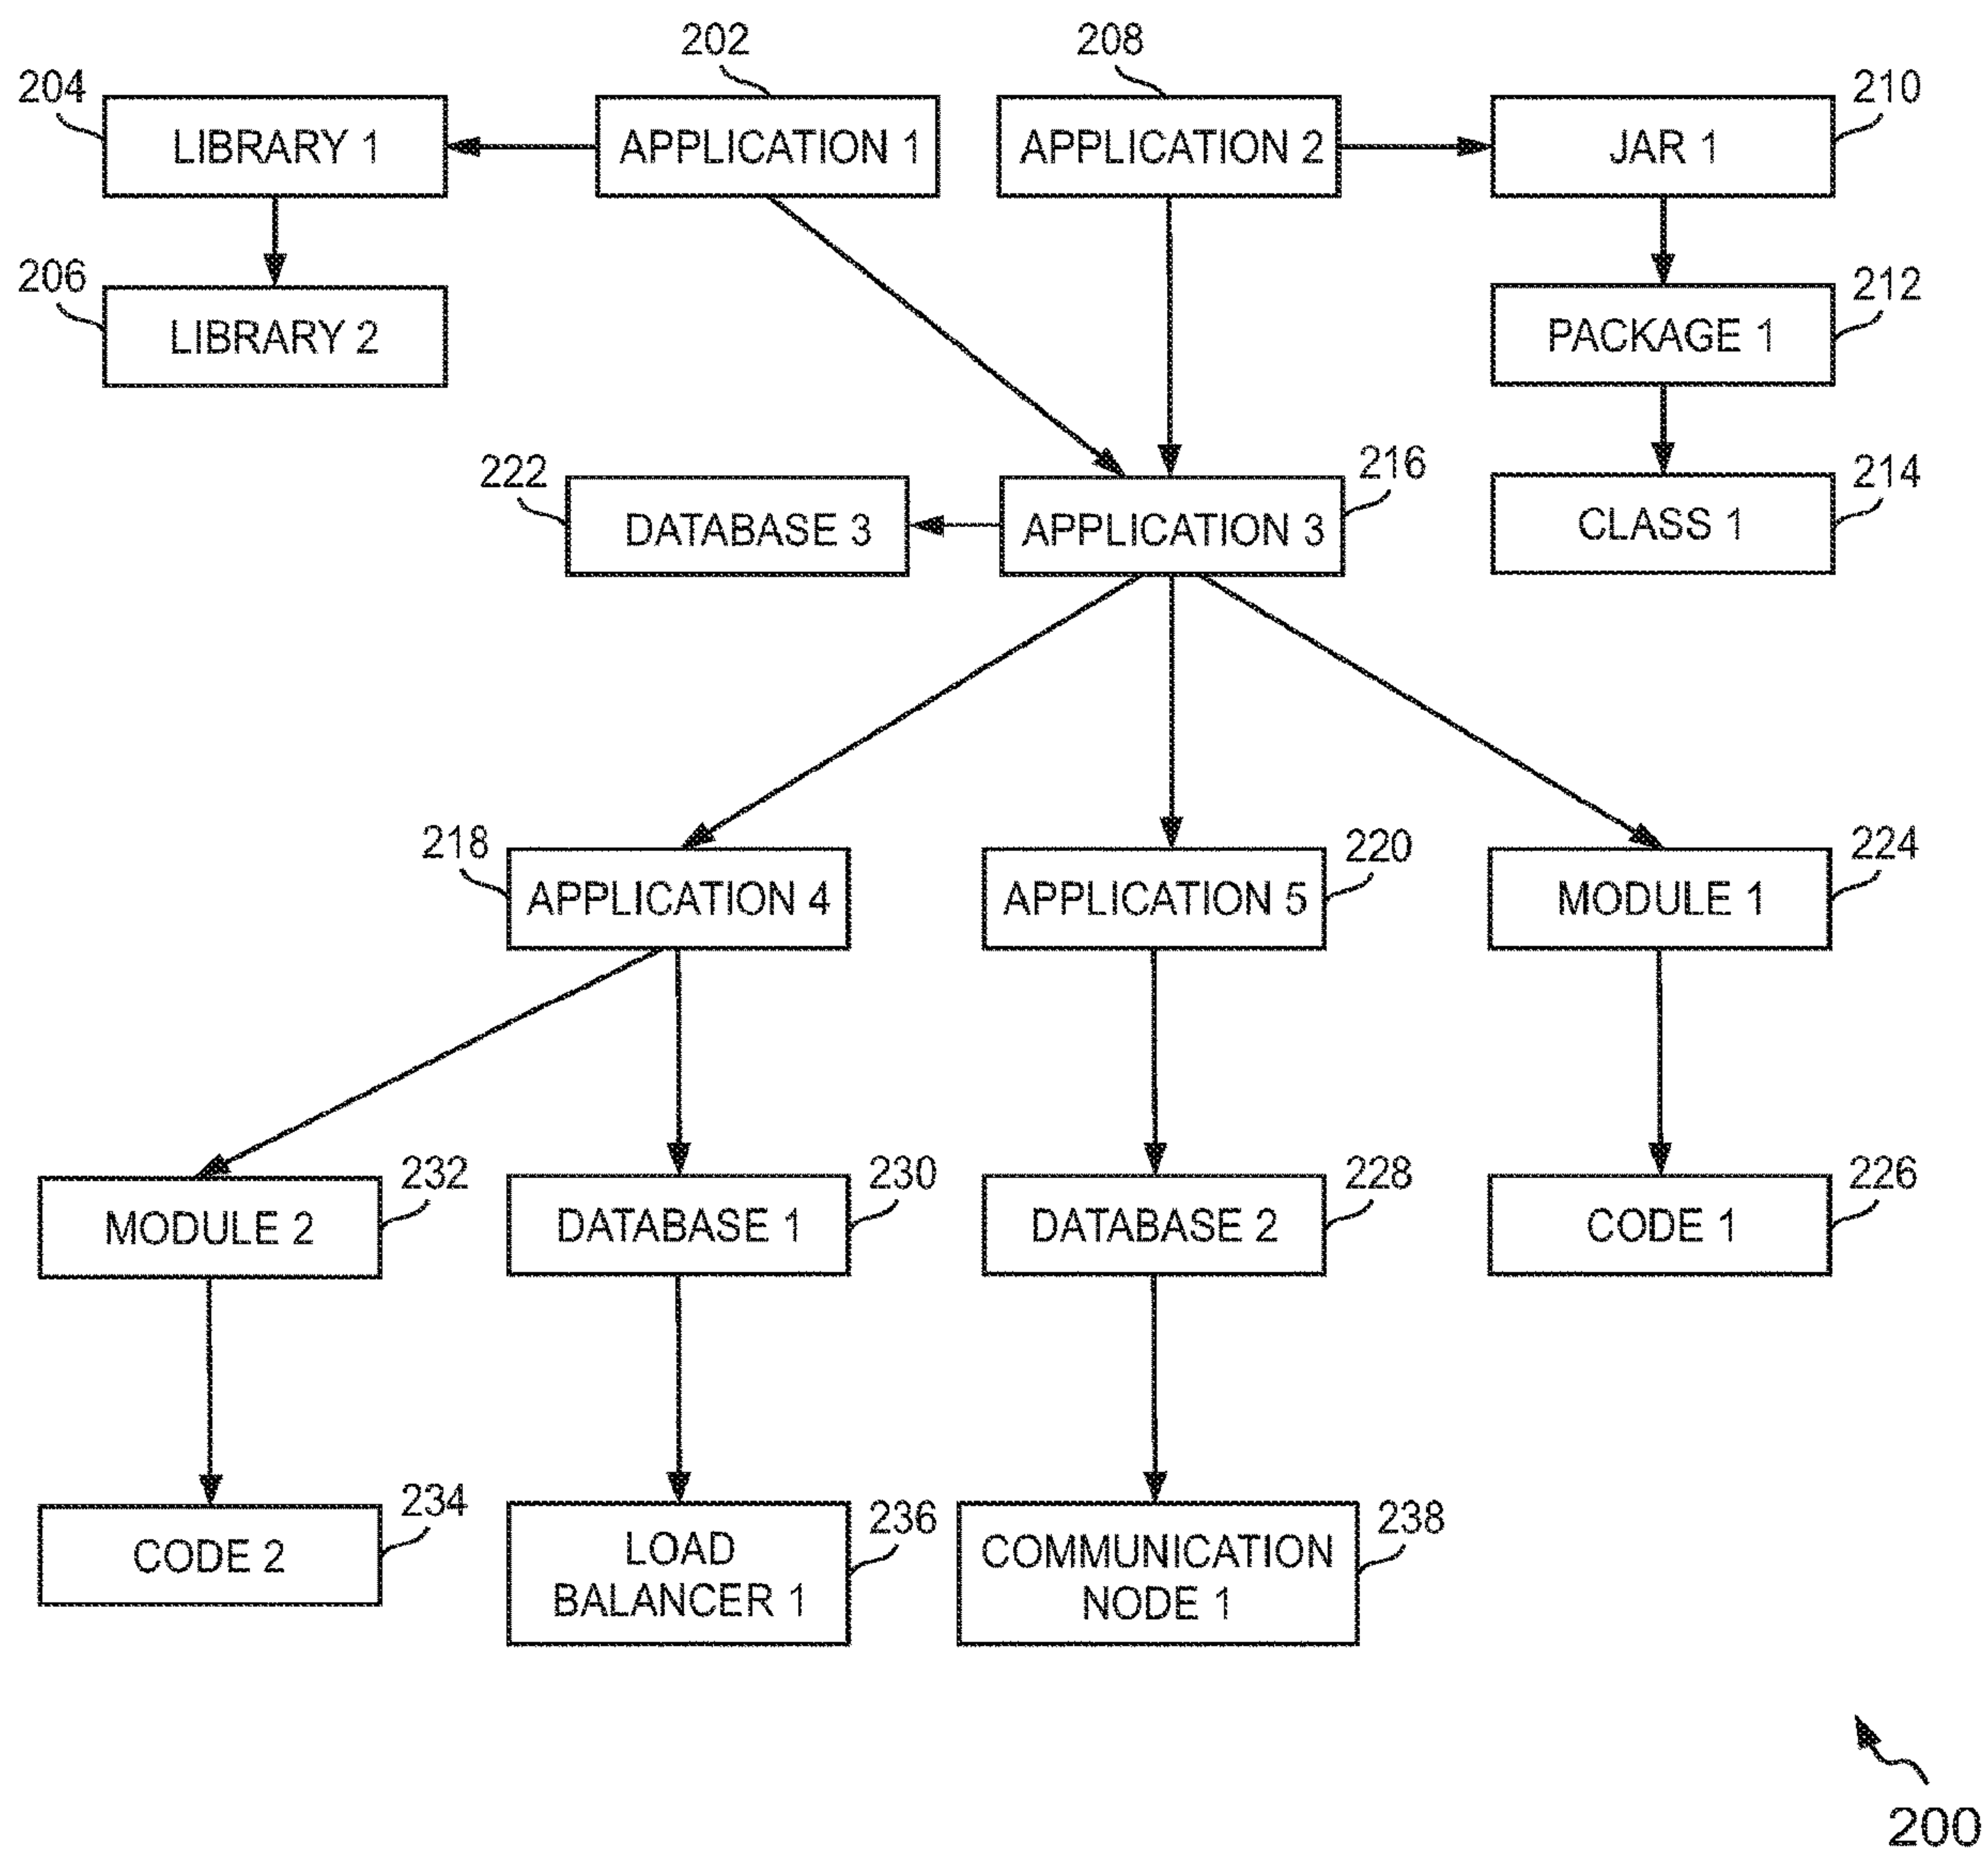 202
208
204
LIBRARY 1
APPLICATION 1
APPLICATION 2
JAR 1
210
206
LIBRARY 2
PACKAGE 1
212
222
DATABASE 3
APPLICATION 3
216
CLASS 1
214
218
APPLICATION 4
APPLICATION 5
220
MODULE 1
224
MODULE 2
232
DATABASE 1
230
DATABASE 2
228
CODE 1
226
CODE 2
234
LOAD
BALANCER 1
236
COMMUNICATION
NODE 1
238
200